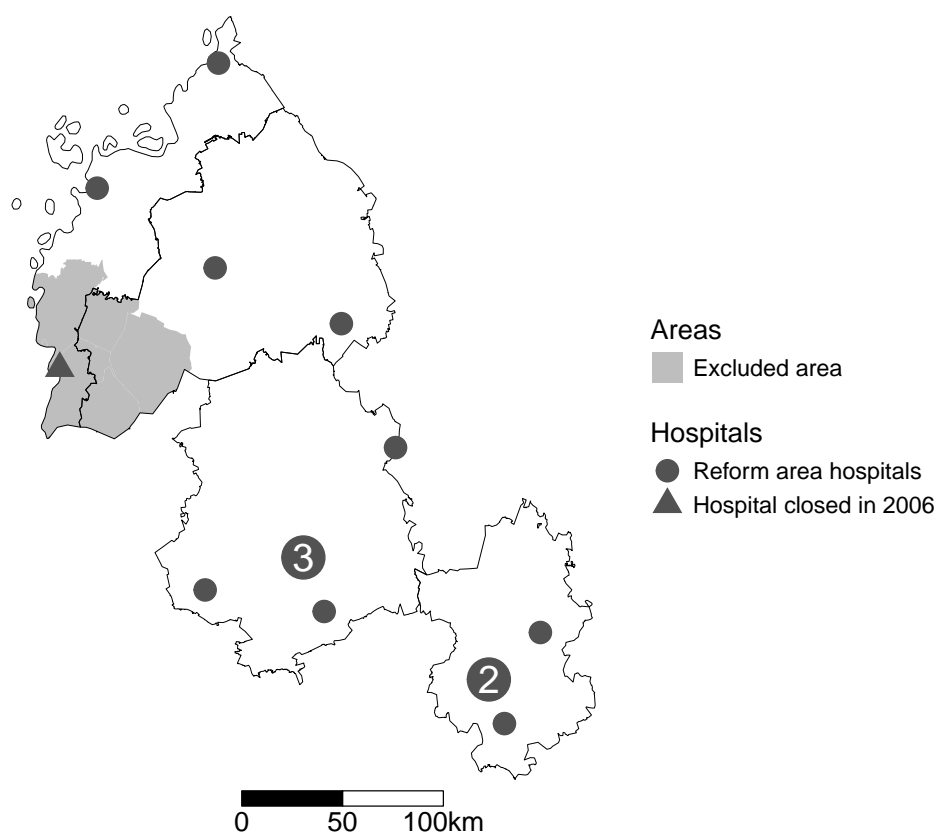 3
2
0 50 100km
Areas
Excluded area
Hospitals
Reform area hospitals
Hospital closed in 2006